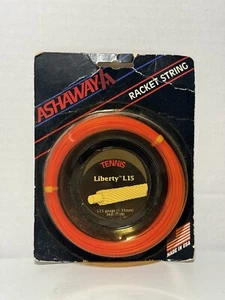 ASHAWAY
RACKET STRING
TENNIS
Liberty™ L15
MADE IN USA